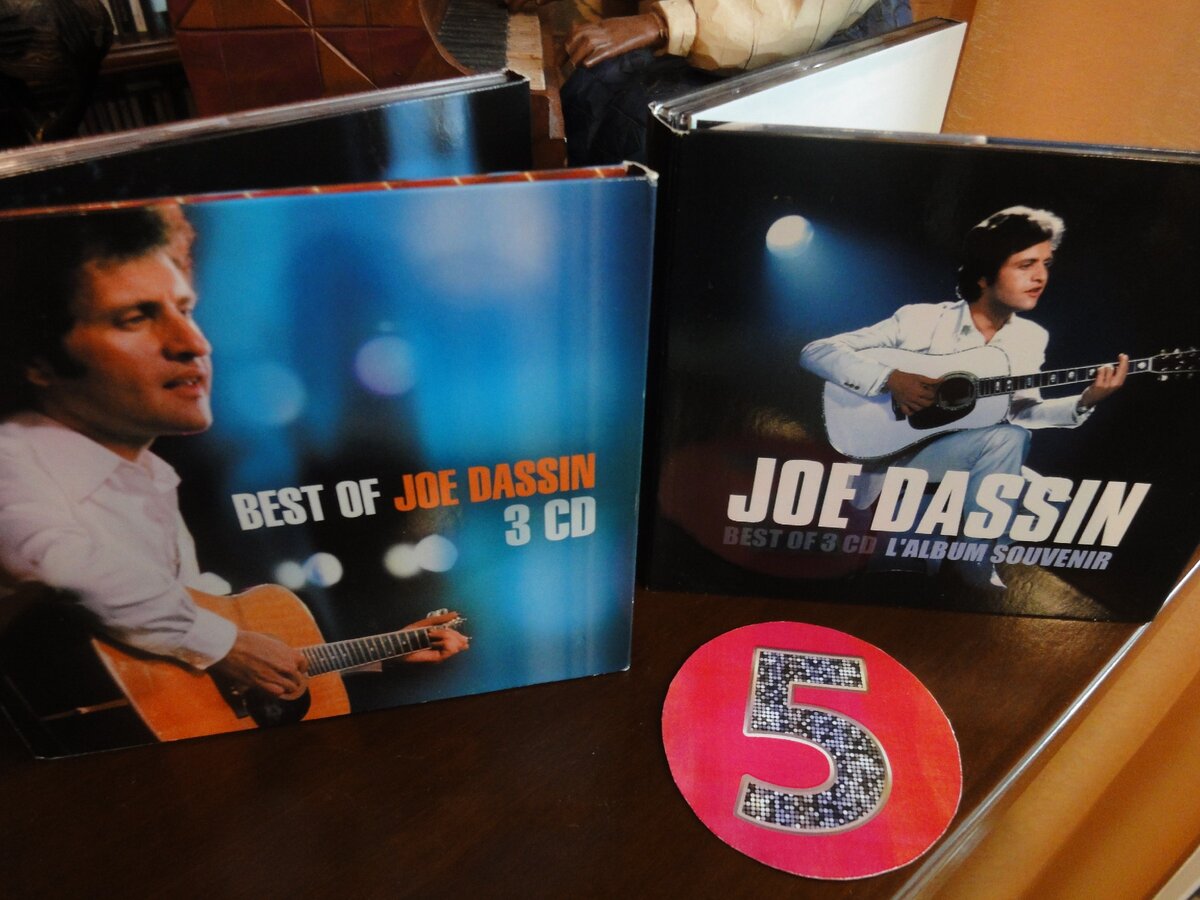 BEST OF JOE DASSIN
3 CD
JOE DASSIN
BEST OF 3 CD L'ALBUM SOUVENIR
5